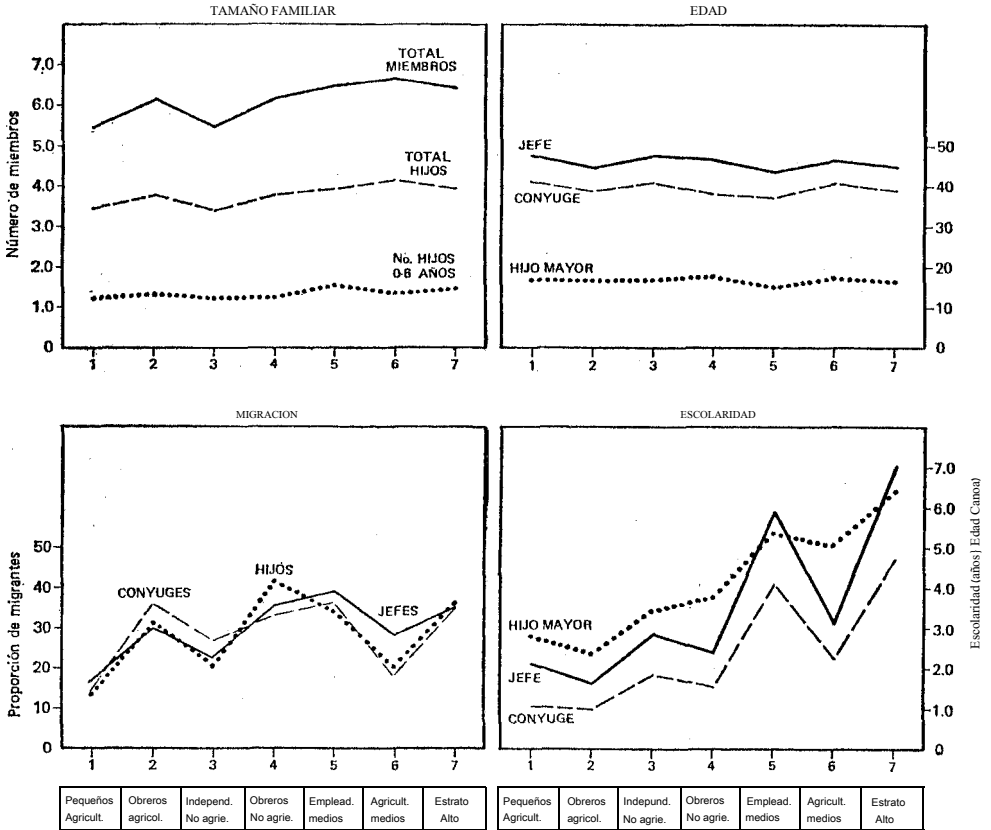 TAMAÑO FAMILIAR
EDAD
Número de miembros
7.0
6.0
5.0
4.0
3.0
2.0
1.0
0
TOTAL
MIEMBROS
TOTAL
HIJOS
No. HIJOS
0-6 AÑOS
1 2 3 4 5 6 7
JEFE
CONYUGE
HIJO MAYOR
50
40
30
20
10
0
1 2 3 4 5 6 7
MIGRACION
ESCOLARIDAD
Proporción de migrantes
50
40
30
20
10
0
CONYUGES
HIJOS
JEFES
1 2 3 4 5 6 7
HIJO MAYOR
JEFE
CONYUGE
7.0
6.0
5.0
4.0
3.0
2.0
1.0
0
Escolaridad (años} Edad Canoa)
1 2 3 4 5 6 7
Pequeños Obreros Independ. Obreros Emplead. Agricult. Estrato
Agricult. agricol. No agrie. No agrie. medios medios Alto
Pequeños Obreros Indepund. Obreros Emplead. Agricult. Estrato
Agricult. agricol. No agrie. No agrie. medios medios Alto